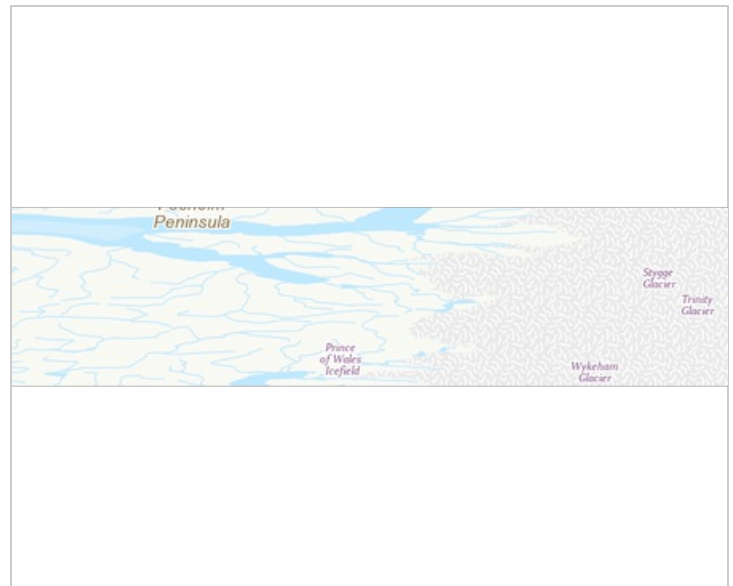 Peninsula
Stygge
Glacier
Trinity
Glacier
Prince
of Wales
Icefield
Wykeham
Glacier